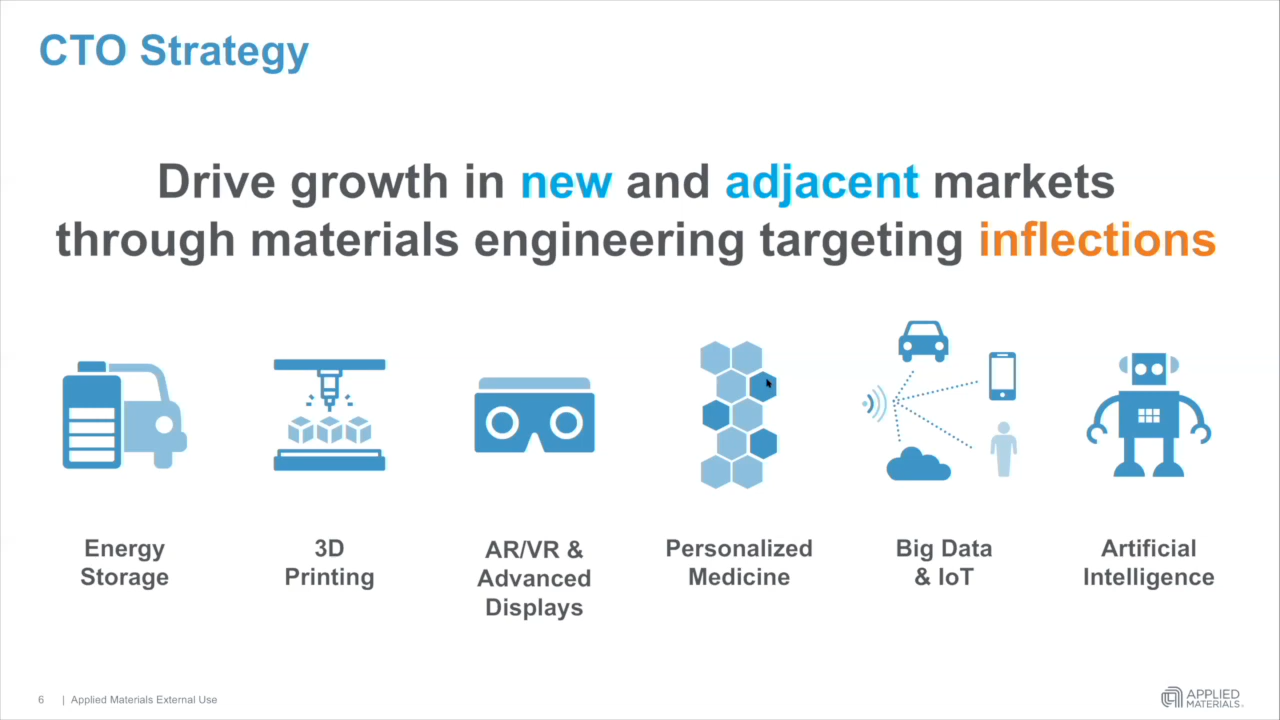 CTO Strategy
Drive growth in new and adjacent markets
through materials engineering targeting inflections
Energy
Storage
3D
Printing
AR/VR &
Advanced
Displays
Personalized
Medicine
Big Data
& IoT
Artificial
Intelligence
6 | Applied Materials External Use
APPLIED
MATERIALS